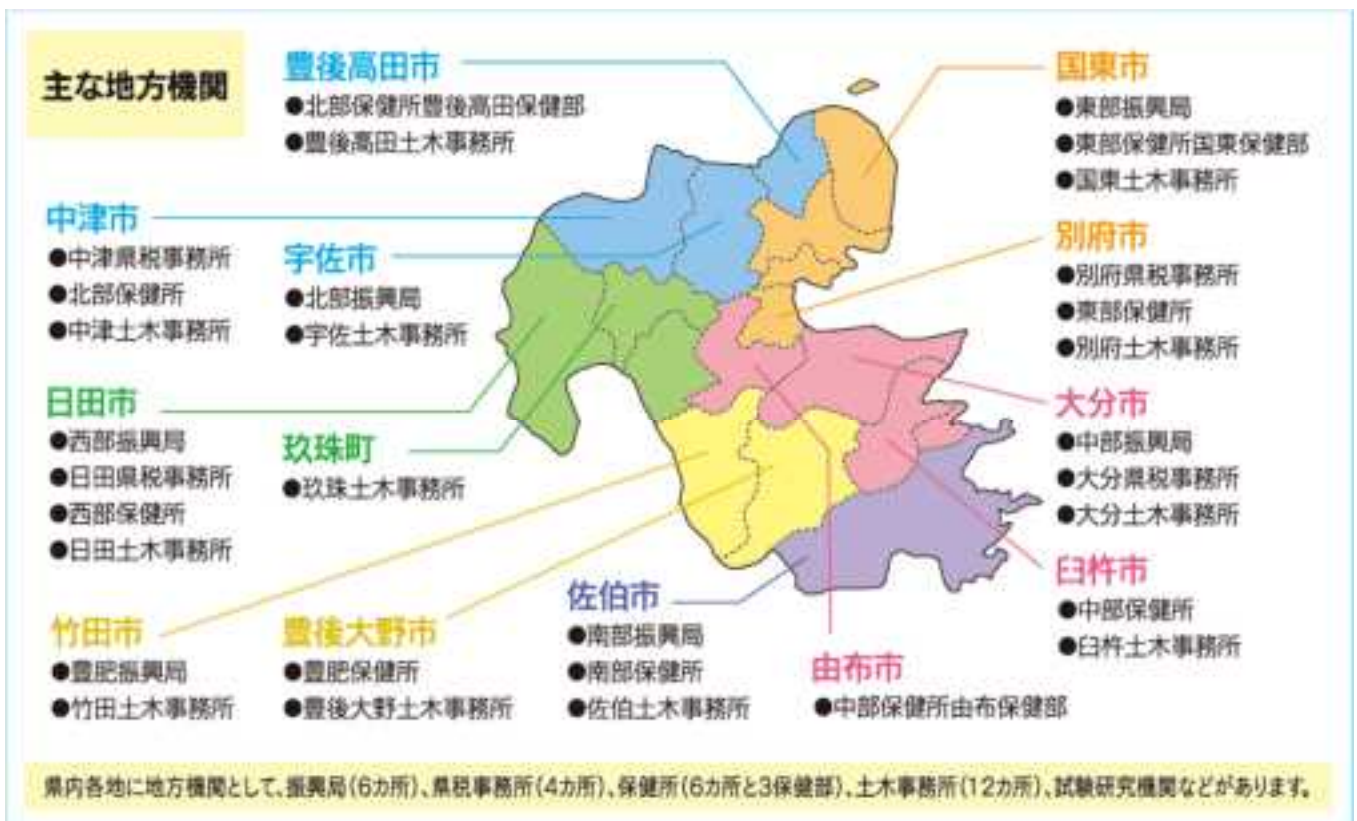 主な地方機関
豊後高田市
●北部保健所豊後高田保健部
●豊後高田土木事務所
国東市
●東部振興局
●東部保健所国東保健部
●国東土木事務所
中津市
●中津県税事務所
●北部保健所
●中津土木事務所
宇佐市
●北部振興局
●宇佐土木事務所
別府市
●別府県税事務所
●東部保健所
●別府土木事務所
日田市
●西部振興局
●日田県税事務所
●西部保健所
●日田土木事務所
玖珠町
●玖珠土木事務所
大分市
●中部振興局
●大分県税事務所
●大分土木事務所
臼杵市
●中部保健所
●臼杵土木事務所
竹田市
●豊肥振興局
●竹田土木事務所
豊後大野市
●豊肥保健所
●豊後大野土木事務所
佐伯市
●南部振興局
●南部保健所
●佐伯土木事務所
由布市
●中部保健所由布保健部
県内各地に地方機関として、振興局(6カ所)、県税事務所(4カ所)、保健所(6カ所と3保健部)、土木事務所(12カ所)、試験研究機関などがあります。